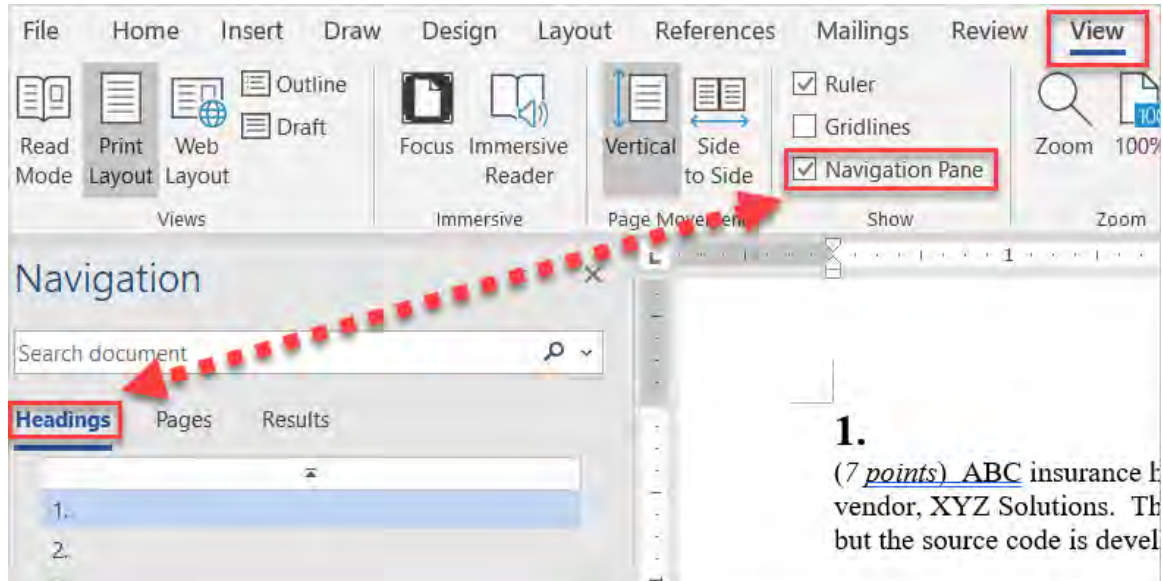 File Home Insert Draw Design Layout References Mailings Review View
Read Mode
Print Layout
Web Layout
Outline
Draft
Views
Focus
Immersive Reader
Immersive
Vertical
Side to Side
Page Movement
Ruler
Gridlines
Navigation Pane
Show
Zoom
100%
Zoom
Navigation
Search document
Headings Pages Results
1.
2.
L
1
1.
(7 points) ABC insurance h
vendor, XYZ Solutions. Th
but the source code is devel